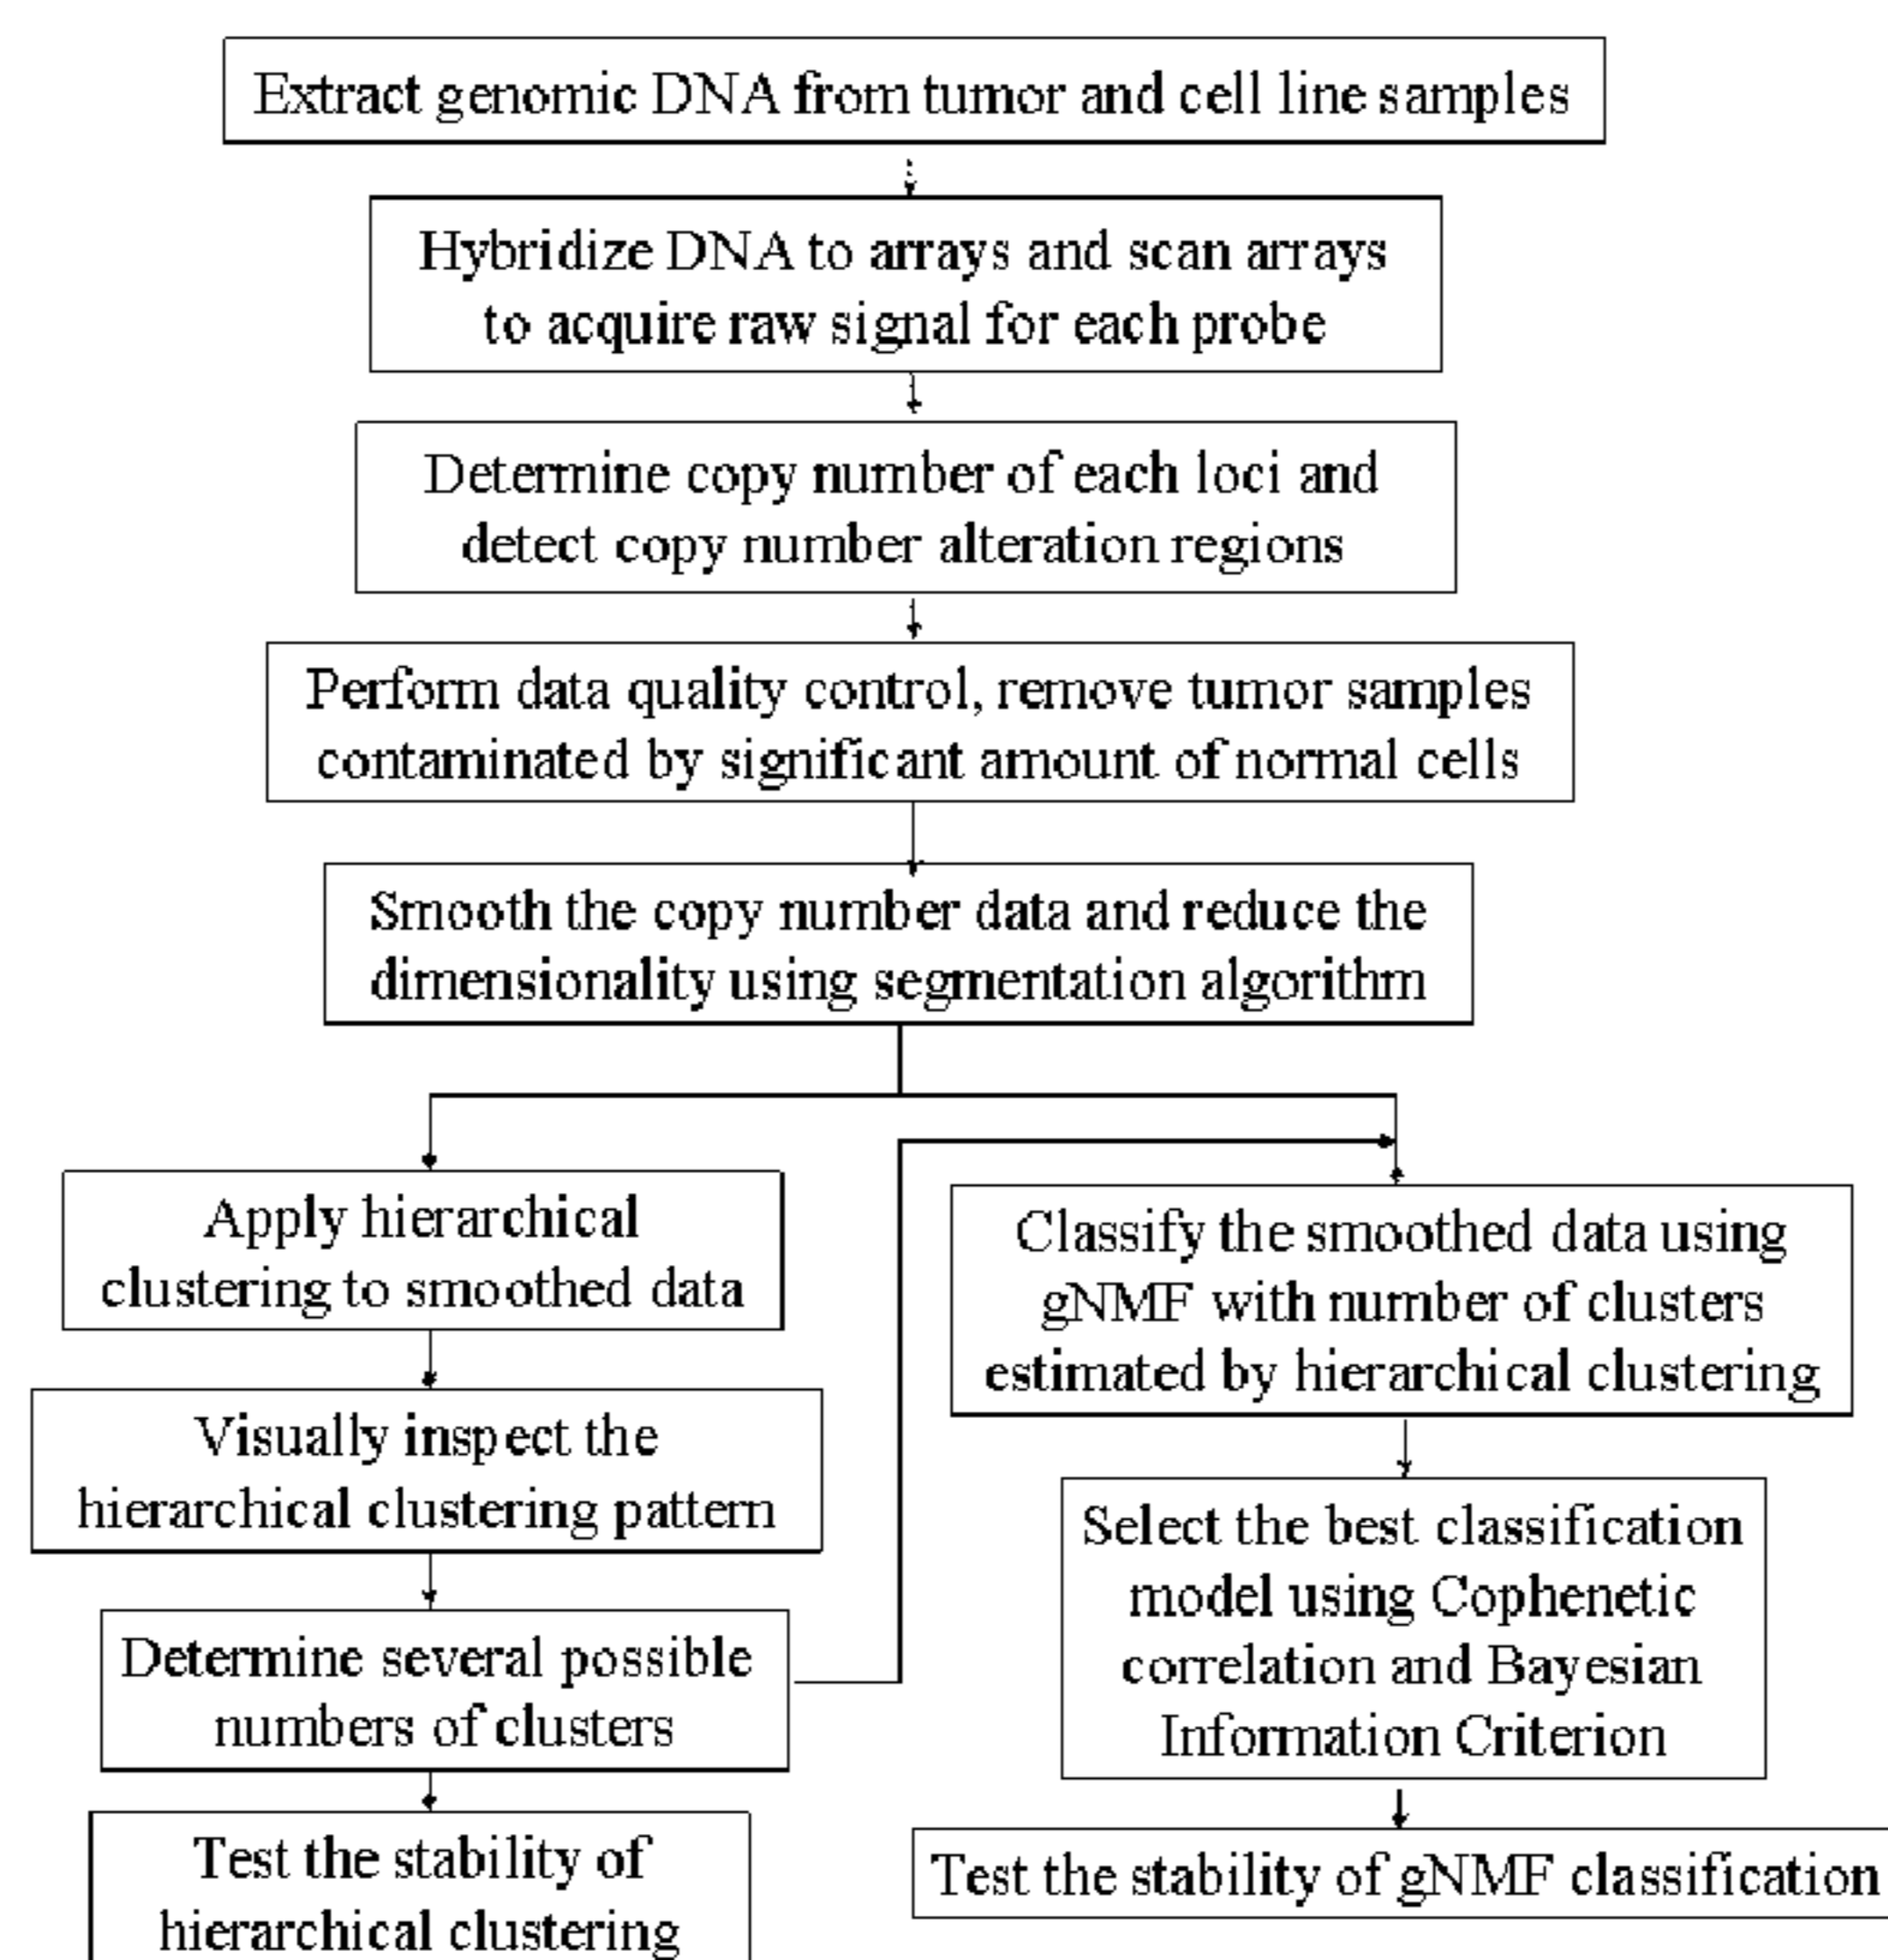 Extract genomic DNA from tumor and cell line samples
Hybridize DNA to arrays and scan arrays
to acquire raw signal for each probe
Determine copy number of each loci and
detect copy number alteration regions
Perform data quality control, remove tumor samples
contaminated by significant amount of normal cells
Smooth the copy number data and reduce the
dimensionality using segmentation algorithm
Apply hierarchical
clustering to smoothed data
Visually inspect the
hierarchical clustering pattern
Determine several possible
numbers of clusters
Test the stability of
hierarchical clustering
Classify the smoothed data using
gNMF with number of clusters
estimated by hierarchical clustering
Select the best classification
model using Cophenetic
correlation and Bayesian
Information Criterion
Test the stability of gNMF classification